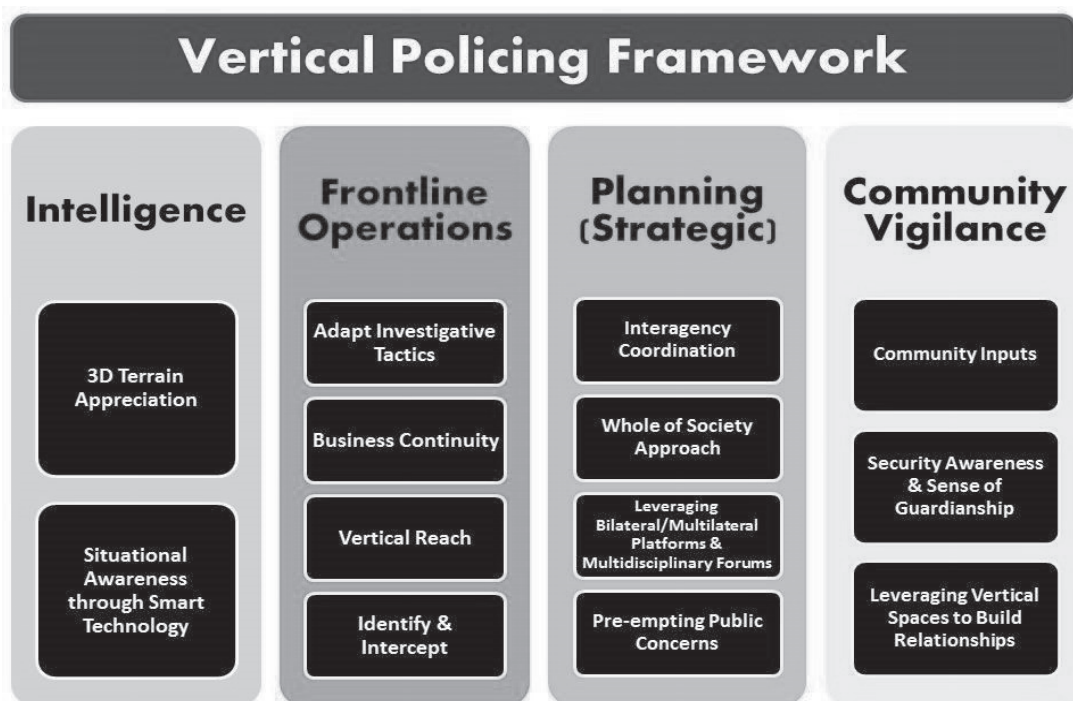 Vertical Policing Framework
Intelligence
3D Terrain
Appreciation
Situational
Awareness
through Smart
Technology
Frontline
Operations
Adapt Investigative
Tactics
Business Continuity
Vertical Reach
Identify &
Intercept
Planning
(Strategic)
Interagency
Coordination
Whole of Society
Approach
Leveraging
Bilateral/Multilateral
Platforms &
Multidisciplinary Forums
Pre-empting Public
Concerns
Community
Vigilance
Community Inputs
Security Awareness
& Sense of
Guardianship
Leveraging Vertical
Spaces to Build
Relationships